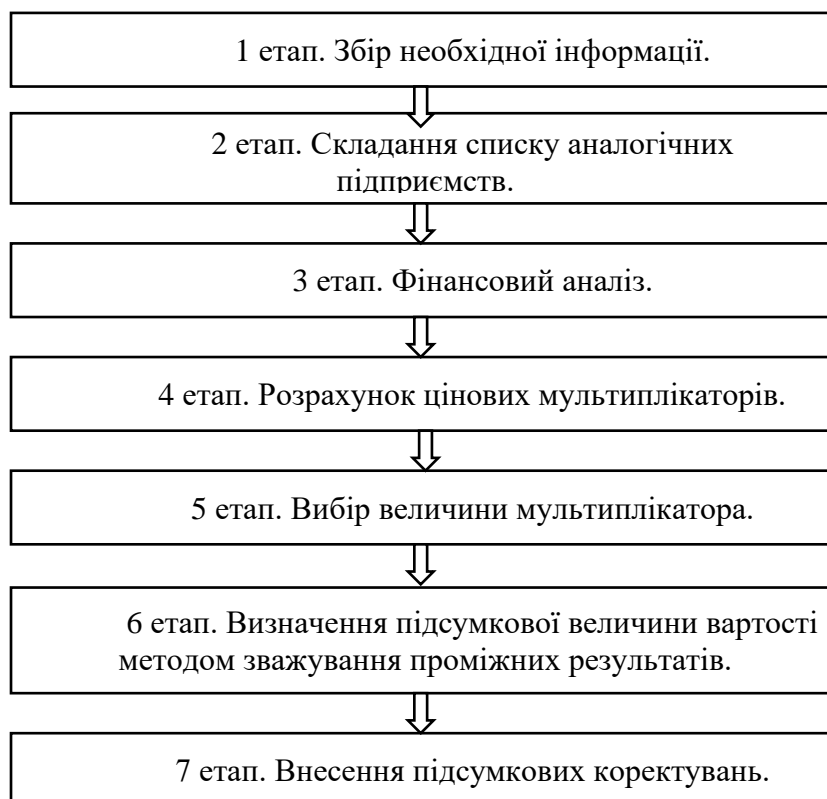 1 етап. Збір необхідної інформації.
2 етап. Складання списку аналогічних
підприємств.
3 етап. Фінансовий аналіз.
4 етап. Розрахунок цінових мультиплікаторів.
5 етап. Вибір величини мультиплікатора.
6 етап. Визначення підсумкової величини вартості
методом зважування проміжних результатів.
7 етап. Внесення підсумкових коректувань.